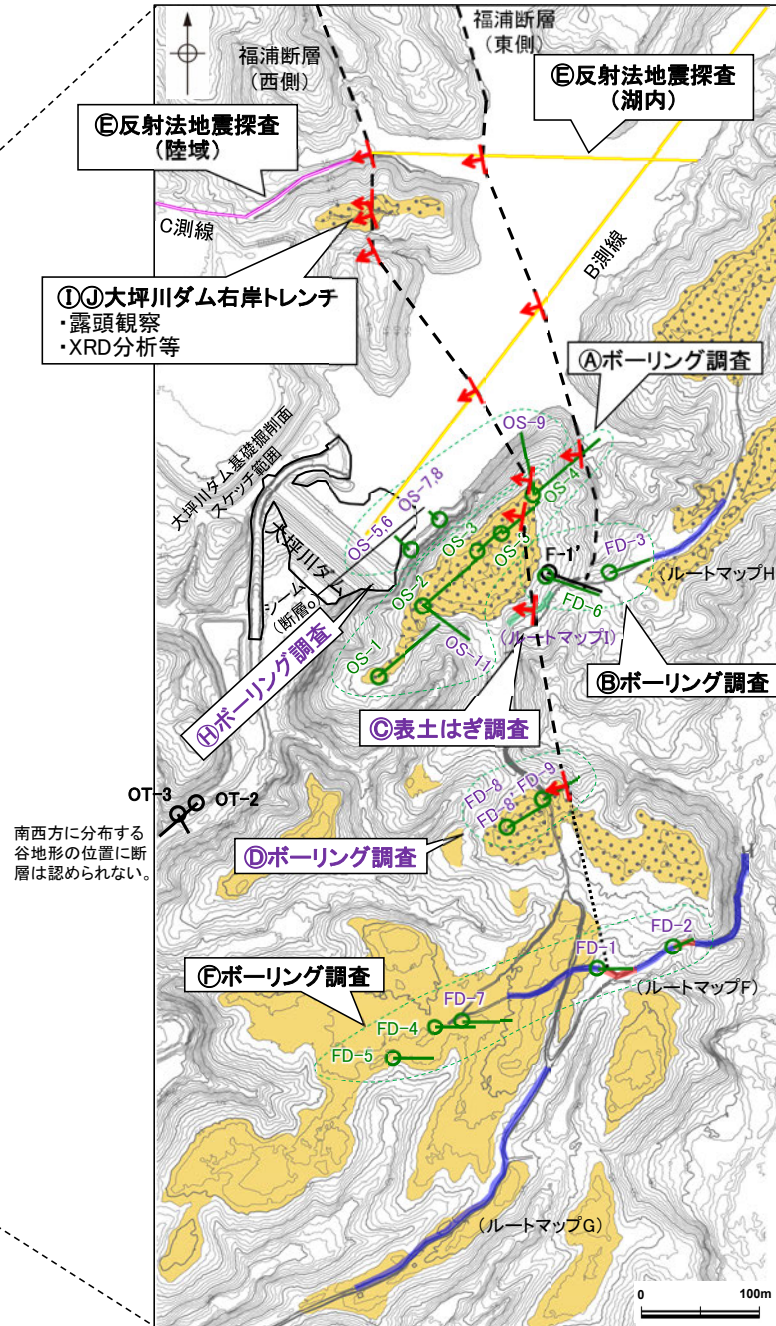 福浦断層
(西側)
福浦断層
(東側)
Ⓔ反射法地震探査
(湖内)
Ⓔ反射法地震探査
(陸域)
C測線
B測線
ⒾⒿ大坪川ダム右岸トレンチ
・露頭観察
・XRD分析等
Ⓐボーリング調査
OS-9
OS-4
大坪川ダム基礎掘削面
スケッチ範囲
OS-5,6
OS-7,8
OS-3
OS-5
F-1'
FD-3
(ルートマップH)
大坪川ダム
シーム
OS-2
FD-6
OS-1
OS-11
(ルートマップI)
Ⓗボーリング調査
Ⓑボーリング調査
Ⓒ表土はぎ調査
OT-3
OT-2
FD-8
FD-8'
FD-9
南西方に分布する
谷地形の位置に断
層は認められない。
Ⓓボーリング調査
FD-2
FD-1
Ⓕボーリング調査
(ルートマップF)
FD-7
FD-4
FD-5
(ルートマップG)
0
100m